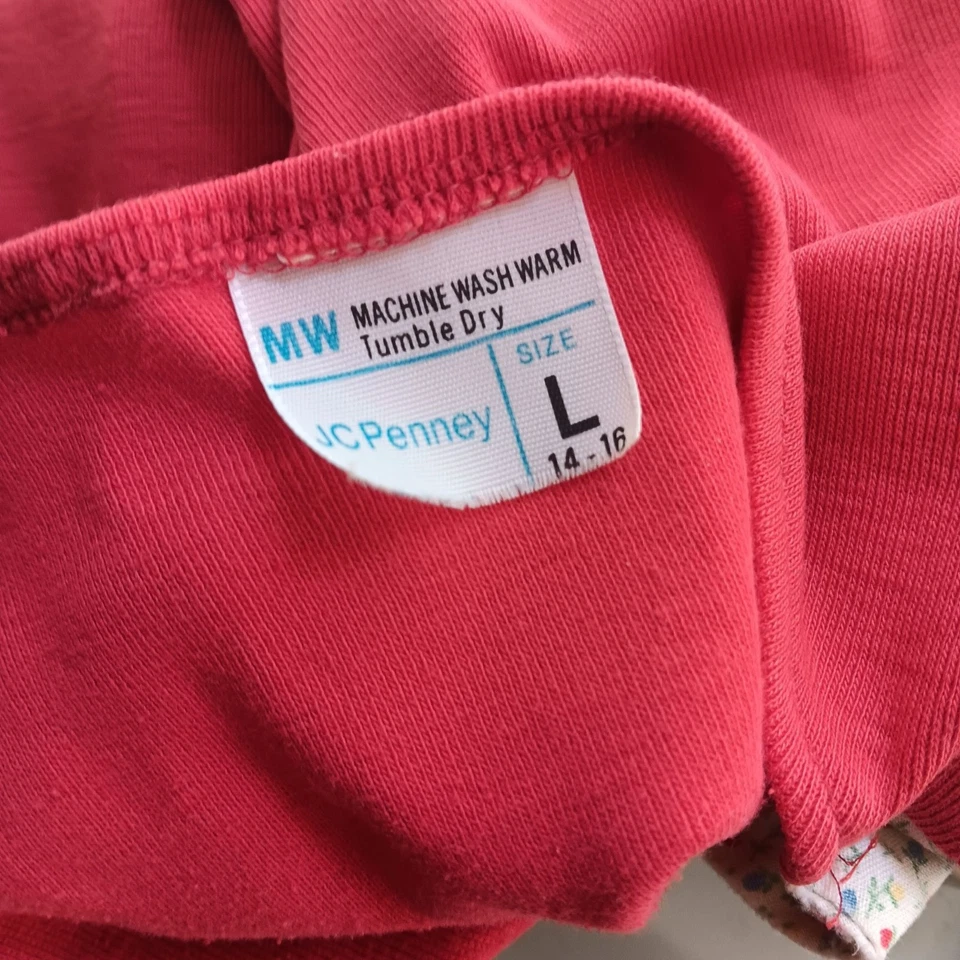 MW MACHINE WASH WARM
Tumble Dry
JCPenney
SIZE
L
14-16